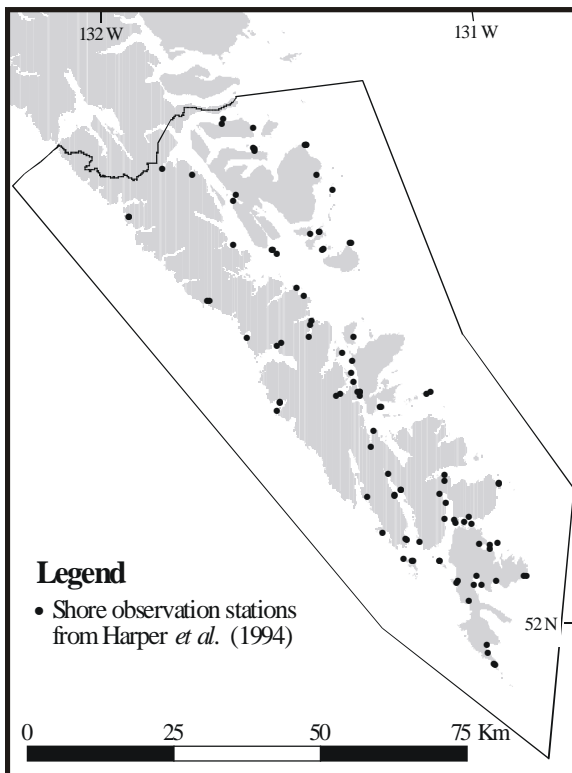 132 W
131 W
Legend
• Shore observation stations
from Harper et al. (1994)
52 N
0 25 50 75 Km